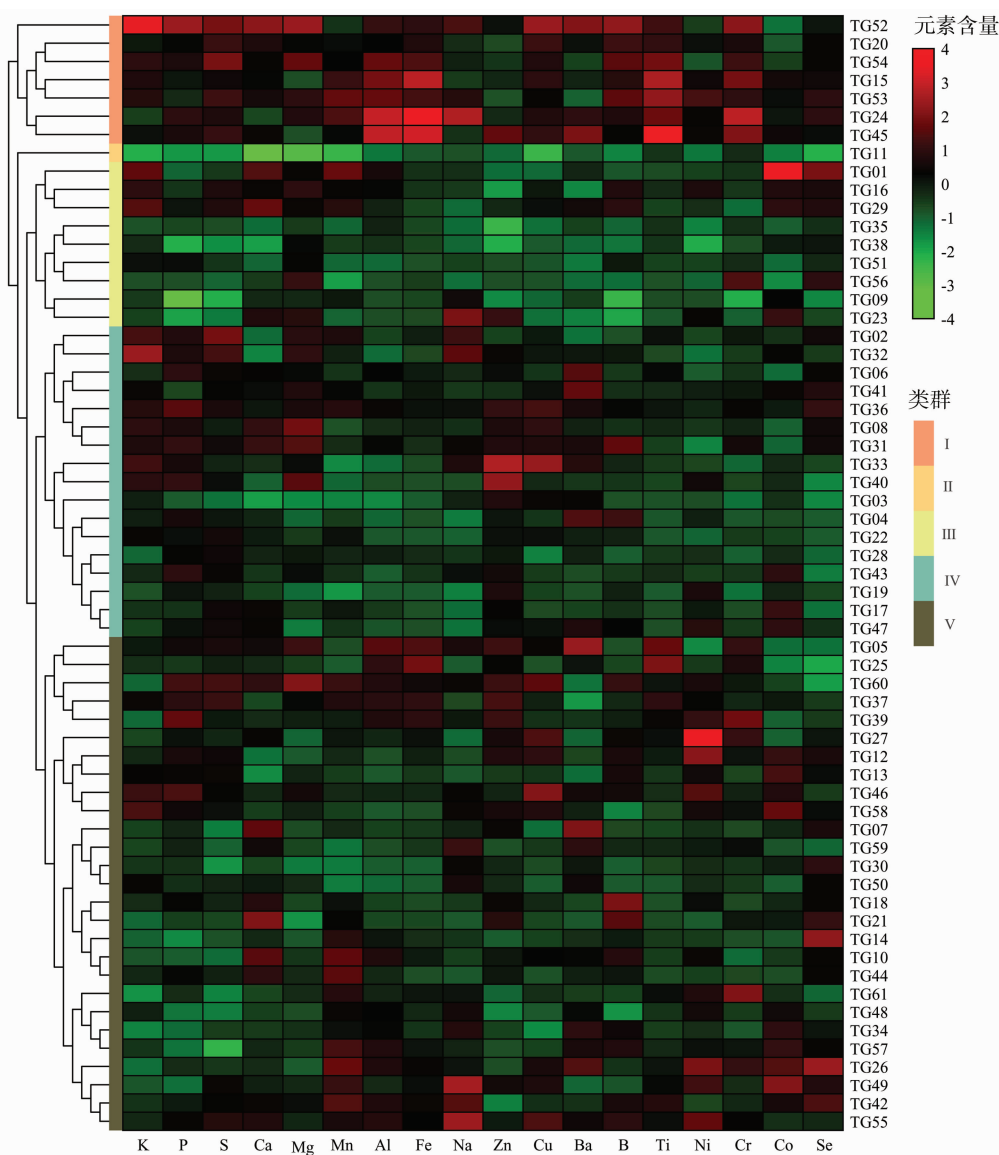 TG52
TG20
TG54
TG15
TG53
TG24
TG45
TG11
TG01
TG16
TG29
TG35
TG38
TG51
TG56
TG09
TG23
TG02
TG32
TG06
TG41
TG36
TG08
TG31
TG33
TG40
TG03
TG04
TG22
TG28
TG43
TG19
TG17
TG47
TG05
TG25
TG60
TG37
TG39
TG27
TG12
TG13
TG46
TG58
TG07
TG59
TG30
TG50
TG18
TG21
TG14
TG10
TG44
TG61
TG48
TG34
TG57
TG26
TG49
TG42
TG55
K P S Ca Mg Mn Al Fe Na Zn Cu Ba B Ti Ni Cr Co Se
元素含量
4
3
2
1
0
-1
-2
-3
-4
类群
I
II
III
IV
V